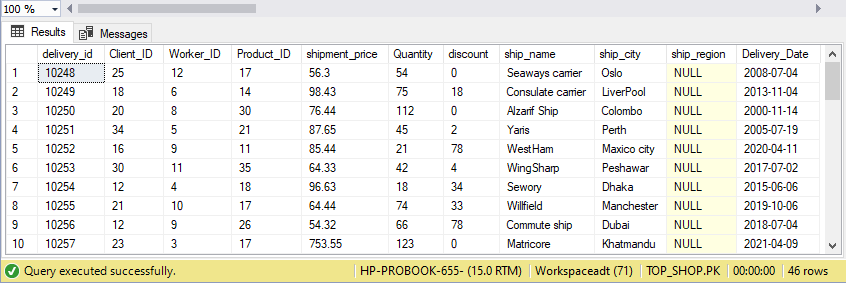 100 %
Results Messages
delivery_id Client_ID Worker_ID Product_ID shipment_price Quantity discount ship_name ship_city ship_region Delivery_Date
1 10248 25 12 17 56.3 54 0 Seaways carrier Oslo NULL 2008-07-04
2 10249 18 6 14 98.43 75 18 Consulate carrier LiverPool NULL 2013-11-04
3 10250 20 8 30 76.44 112 0 Alzarif Ship Colombo NULL 2000-11-14
4 10251 34 5 21 87.65 45 2 Yaris Perth NULL 2005-07-19
5 10252 16 9 11 85.44 21 78 WestHam Maxico city NULL 2020-04-11
6 10253 30 11 35 64.33 42 4 WingSharp Peshawar NULL 2017-07-02
7 10254 12 4 18 96.63 18 34 Sewory Dhaka NULL 2015-06-06
8 10255 21 10 17 64.44 74 33 Willfield Manchester NULL 2019-10-06
9 10256 12 9 26 54.32 66 78 Commute ship Dubai NULL 2018-07-04
10 10257 23 3 17 753.55 123 0 Matricore Khatmandu NULL 2021-04-09
Query executed successfully. HP-PROBOOK-655- (15.0 RTM) Workspaceadt (71) TOP_SHOP.PK 00:00:00 46 rows